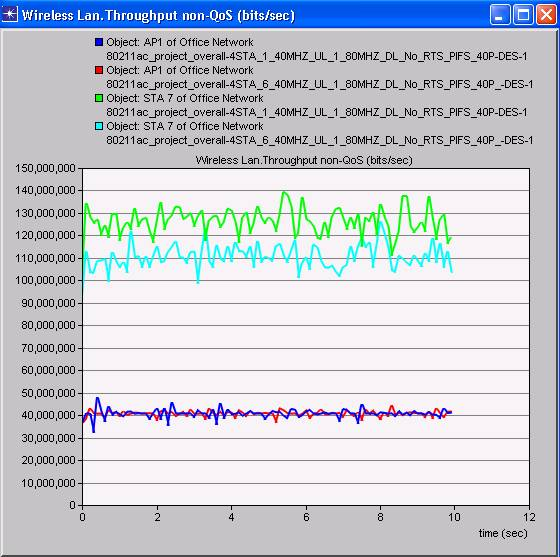 Wireless Lan.Throughput non-QoS (bits/sec)
Object: AP1 of Office Network
80211ac_project_overall-4STA_1_40MHZ_UL_1_80MHZ_DL_No_RTS_PIFS_40P-DES-1
Object: AP1 of Office Network
80211ac_project_overall-4STA_6_40MHZ_UL_1_80MHZ_DL_No_RTS_PIFS_40P_-DES-1
Object: STA 7 of Office Network
80211ac_project_overall-4STA_1_40MHZ_UL_1_80MHZ_DL_No_RTS_PIFS_40P-DES-1
Object: STA 7 of Office Network
80211ac_project_overall-4STA_6_40MHZ_UL_1_80MHZ_DL_No_RTS_PIFS_40P_-DES-1
Wireless Lan.Throughput non-QoS (bits/sec)
150,000,000
140,000,000
130,000,000
120,000,000
110,000,000
100,000,000
90,000,000
80,000,000
70,000,000
60,000,000
50,000,000
40,000,000
30,000,000
20,000,000
10,000,000
0
0 2 4 6 8 10 12
time (sec)